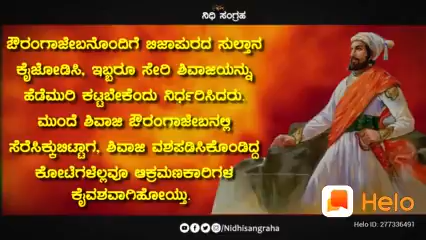 ನಿಧಿ ಸಂಗ್ರಹ
ಔರಂಗಾಜೇಬನೊಂದಿಗೆ ಬಿಜಾಪುರದ ಸುಲ್ತಾನ
ಕೈಜೋಡಿಸಿ, ಇಬ್ಬರೂ ಸೇರಿ ಶಿವಾಜಿಯನ್ನು
ಹೆಡೆಮುರಿ ಕಟ್ಟಬೇಕೆಂದು ನಿರ್ಧರಿಸಿದರು.
ಮುಂದೆ ಶಿವಾಜಿ ಔರಂಗಾಜೇಬನಲ್ಲಿ
ಸೆರೆಸಿಕ್ಕುಬಿಟ್ಟಾಗ, ಶಿವಾಜಿ ವಶಪಡಿಸಿಕೊಂಡಿದ್ದ
ಕೋಟೆಗಳೆಲ್ಲವೂ ಆಕ್ರಮಣಕಾರಿಗಳ
ಕೈವಶವಾಗಿಹೋಯ್ತು.
Helo
Helo ID: 277336491
/Nidhisangraha